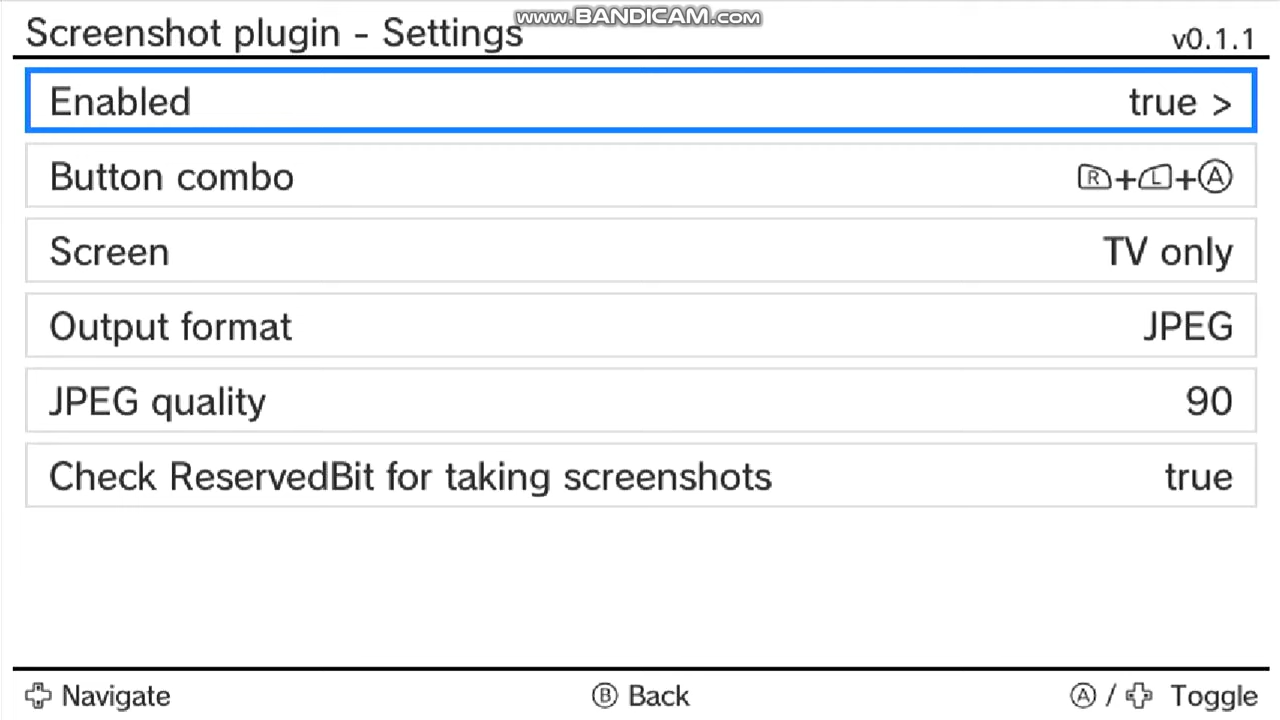 www.BANDICAM.com
Screenshot plugin - Settings v0.1.1
Enabled true >
Button combo R+L+A
Screen TV only
Output format JPEG
JPEG quality 90
Check ReservedBit for taking screenshots true
Navigate B Back A / Toggle